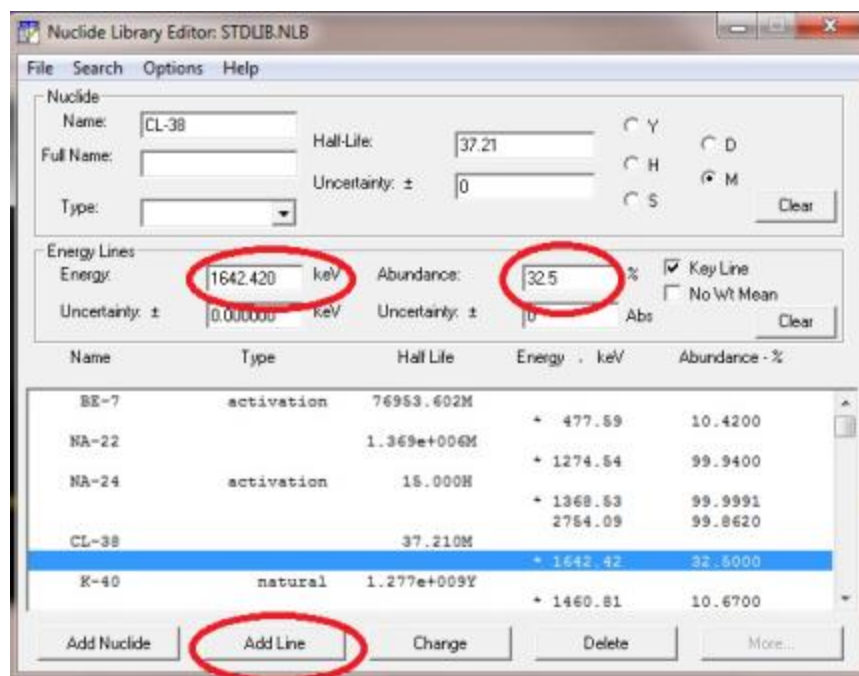 Nuclide Library Editor: STDLIB.NLB
File Search Options Help
Nuclide
Name: CL-38
Half-Life: 37.21
Y
D
Full Name:
H
M
Uncertainty: ± 0
S
Type:
Clear
Energy Lines
Energy: 1642.420 keV Abundance: 32.5 % Key Line
No Wt Mean
Uncertainty: ± 0.000000 keV Uncertainty: ± 0 Abs
Clear
Name Type Half Life Energy . keV Abundance - %
BE-7 activation 76953.602M
* 477.59 10.4200
NA-22 1.369e+006M
* 1274.54 99.9400
NA-24 activation 15.000H
* 1368.53 99.9991
2754.09 99.8620
CL-38 37.210M
* 1642.42 32.5000
K-40 natural 1.277e+009Y
* 1460.81 10.6700
Add Nuclide Add Line Change Delete More...